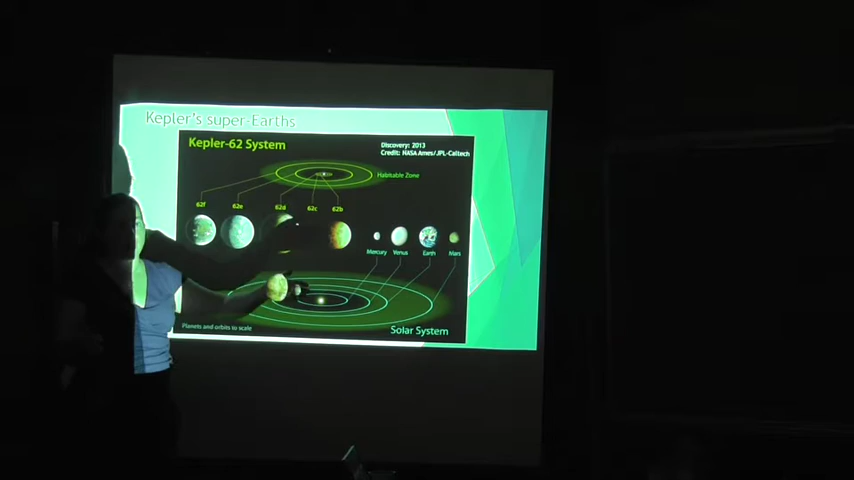 Kepler's super-Earths
Kepler-62 System
Discovery: 2013
Credit: NASA Ames/JPL-Caltech
Habitable Zone
62f 62e 62d 62c 62b
Mercury Venus Earth Mars
Planets and orbits to scale
Solar System